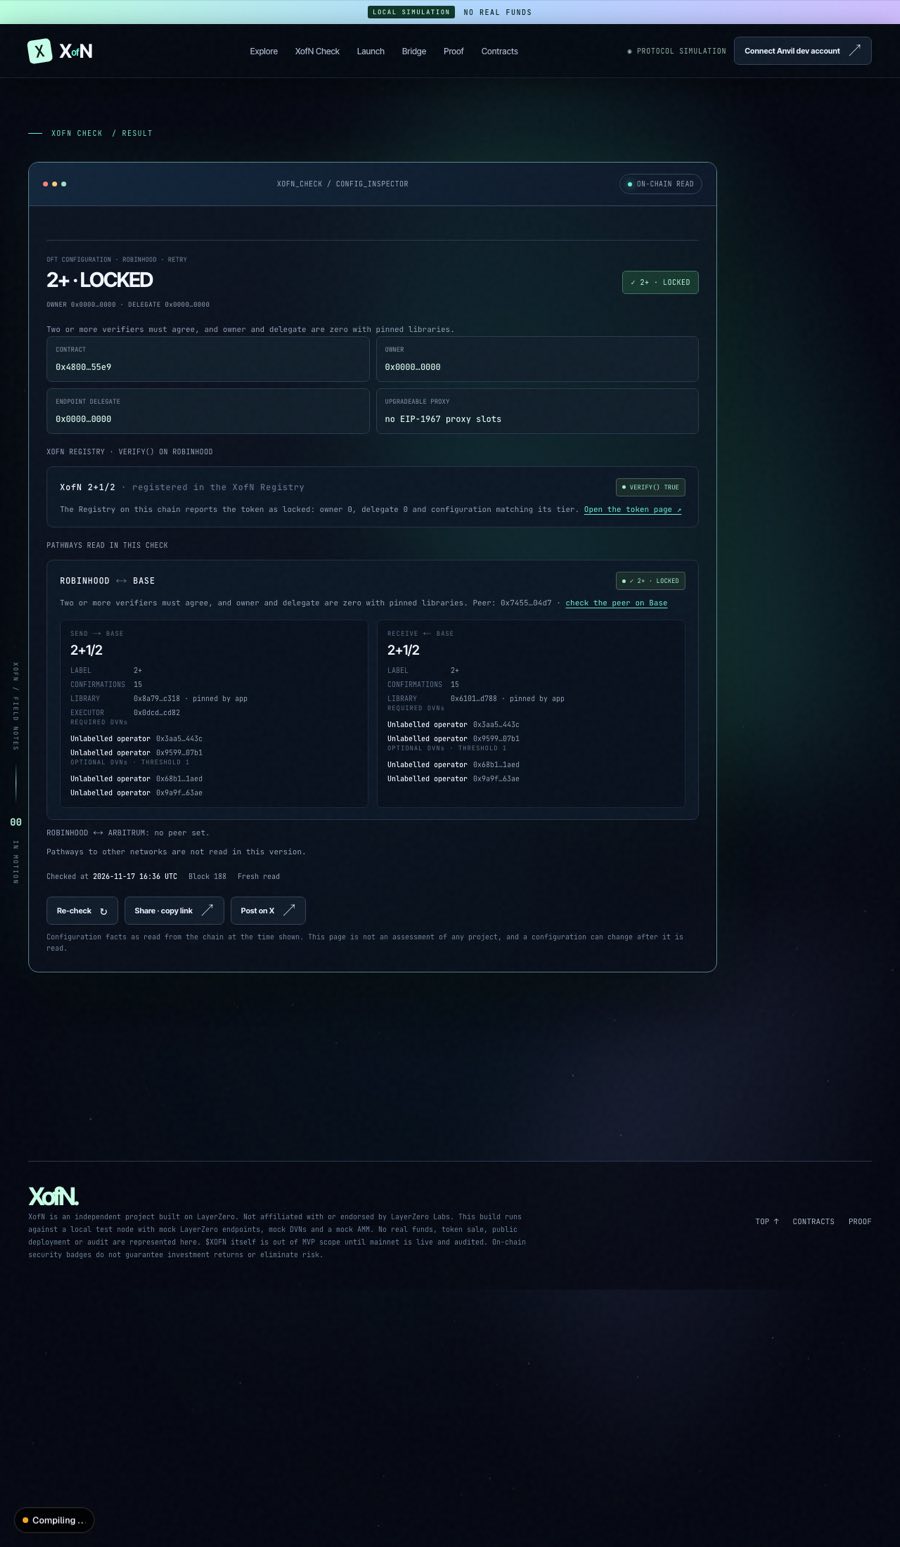 LOCAL SIMULATION NO REAL FUNDS
X XofN Explore XofN Check Launch Bridge Proof Contracts PROTOCOL SIMULATION Connect Anvil dev account
XOFN CHECK / RESULT
XOFN_CHECK / CONFIG_INSPECTOR ON-CHAIN READ
OFT CONFIGURATION · ROBINHOOD · RETRY
2+ · LOCKED ✓ 2+ · LOCKED
OWNER 0x0000…0000 · DELEGATE 0x0000…0000
Two or more verifiers must agree, and owner and delegate are zero with pinned libraries.
CONTRACT
0x4800…55e9
OWNER
0x0000…0000
ENDPOINT DELEGATE
0x0000…0000
UPGRADEABLE PROXY
no EIP-1967 proxy slots
XOFN REGISTRY · VERIFY() ON ROBINHOOD
XofN 2+1/2 · registered in the XofN Registry VERIFY() TRUE
The Registry on this chain reports the token as locked: owner 0, delegate 0 and configuration matching its tier. Open the token page ↗
PATHWAYS READ IN THIS CHECK
ROBINHOOD ↔ BASE ✓ 2+ · LOCKED
Two or more verifiers must agree, and owner and delegate are zero with pinned libraries. Peer: 0x7455…04d7 · check the peer on Base
SEND → BASE
2+1/2
LABEL 2+
CONFIRMATIONS 15
LIBRARY 0x8a79…c318 · pinned by app
EXECUTOR 0x0dcd…cd82
REQUIRED DVNs
Unlabelled operator 0x3aa5…443c
Unlabelled operator 0x9599…07b1
OPTIONAL DVNs · THRESHOLD 1
Unlabelled operator 0x68b1…1aed
Unlabelled operator 0x9a9f…63ae
RECEIVE ← BASE
2+1/2
LABEL 2+
CONFIRMATIONS 15
LIBRARY 0x6101…d788 · pinned by app
REQUIRED DVNs
Unlabelled operator 0x3aa5…443c
Unlabelled operator 0x9599…07b1
OPTIONAL DVNs · THRESHOLD 1
Unlabelled operator 0x68b1…1aed
Unlabelled operator 0x9a9f…63ae
ROBINHOOD ↔ ARBITRUM: no peer set.
Pathways to other networks are not read in this version.
Checked at 2026-11-17 16:36 UTC Block 188 Fresh read
Re-check ↻ Share · copy link Post on X
Configuration facts as read from the chain at the time shown. This page is not an assessment of any project, and a configuration can change after it is
read.
XOFN / FIELD NOTES
00
IN MOTION
XofN.
XofN is an independent project built on LayerZero. Not affiliated with or endorsed by LayerZero Labs. This build runs
against a local test node with mock LayerZero endpoints, mock DVNs and a mock AMM. No real funds, token sale, public
deployment or audit are represented here. $XOFN itself is out of MVP scope until mainnet is live and audited. On-chain
security badges do not guarantee investment returns or eliminate risk.
TOP ↑ CONTRACTS PROOF
Compiling ...